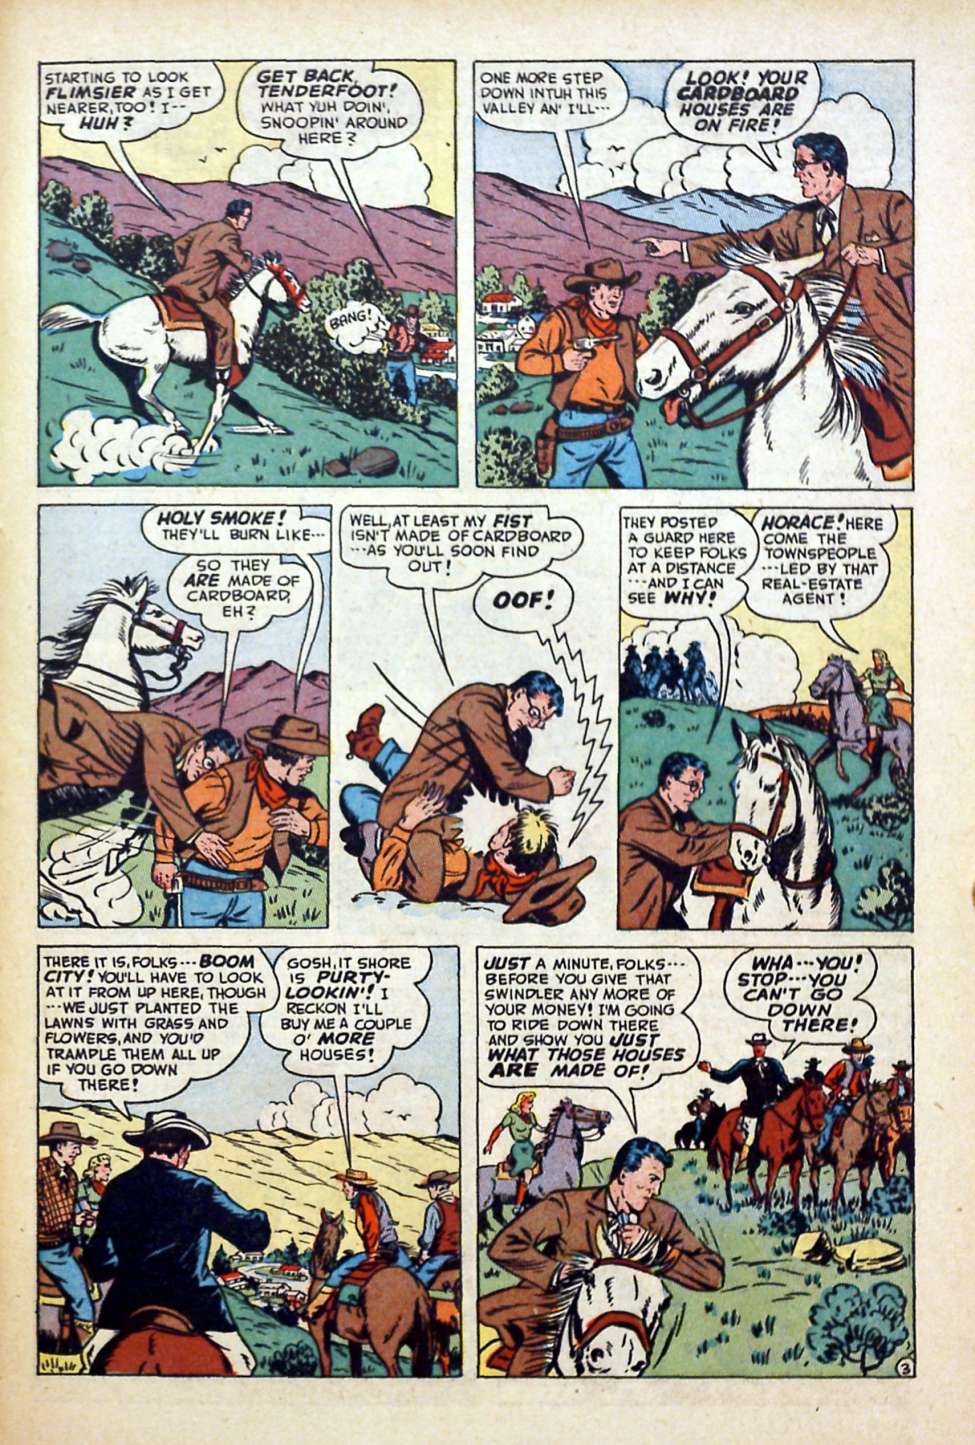 STARTING TO LOOK
FLIMSIER AS I GET
NEARER, TOO! I--
HUH?
GET BACK,
TENDERFOOT!
WHAT YUH DOIN',
SNOOPIN' AROUND
HERE?
BANG!
ONE MORE STEP
DOWN INTUH THIS
VALLEY AN' I'LL---
LOOK! YOUR
CARDBOARD
HOUSES ARE
ON FIRE!
HOLY SMOKE!
THEY'LL BURN LIKE---
SO THEY
ARE MADE OF
CARDBOARD,
EH?
WELL, AT LEAST MY FIST
ISN'T MADE OF CARDBOARD
---AS YOU'LL SOON FIND
OUT!
OOF!
THEY POSTED
A GUARD HERE
TO KEEP FOLKS
AT A DISTANCE
---AND I CAN
SEE WHY!
HORACE! HERE
COME THE
TOWNSPEOPLE
---LED BY THAT
REAL-ESTATE
AGENT!
THERE IT IS, FOLKS---BOOM
CITY! YOU'LL HAVE TO LOOK
AT IT FROM UP HERE, THOUGH
---WE JUST PLANTED THE
LAWNS WITH GRASS AND
FLOWERS, AND YOU'D
TRAMPLE THEM ALL UP
IF YOU GO DOWN
THERE!
GOSH, IT SHORE
IS PURTY-
LOOKIN'! I
RECKON I'LL
BUY ME A COUPLE
O' MORE
HOUSES!
JUST A MINUTE, FOLKS---
BEFORE YOU GIVE THAT
SWINDLER ANY MORE OF
YOUR MONEY! I'M GOING
TO RIDE DOWN THERE
AND SHOW YOU JUST
WHAT THOSE HOUSES
ARE MADE OF!
WHA---YOU!
STOP---YOU
CAN'T GO
DOWN
THERE!
3